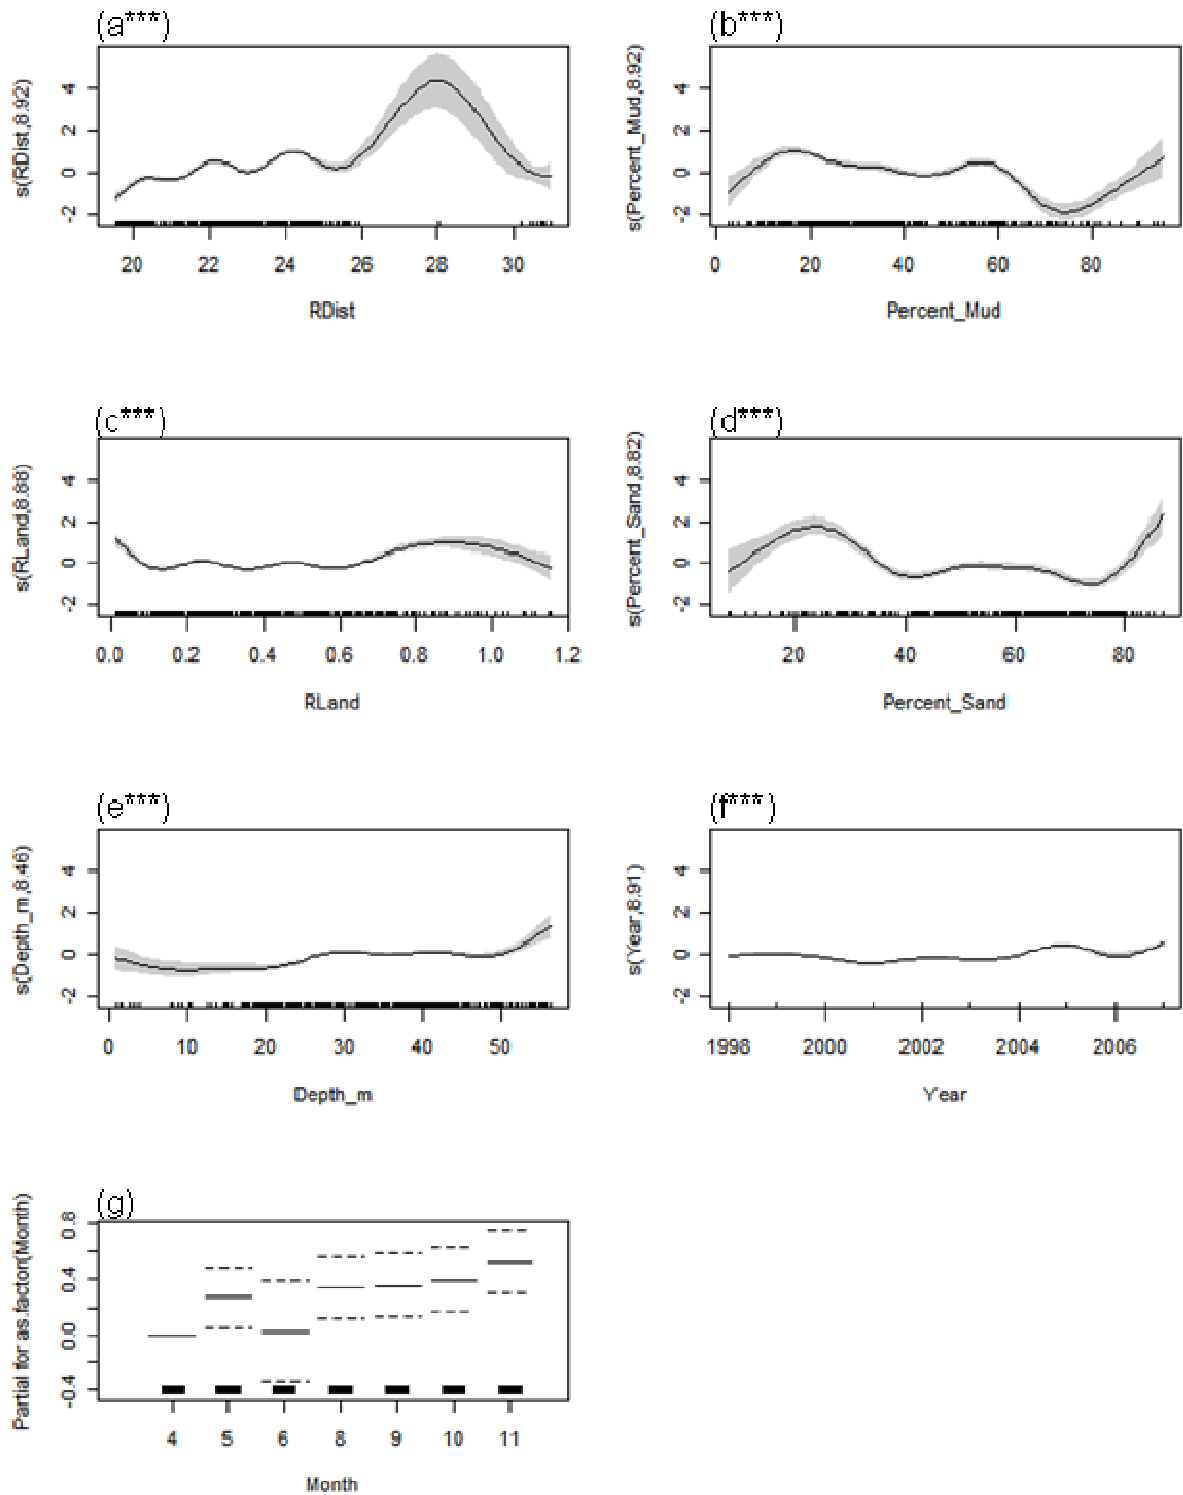 (a***)
s(RDist,8.92)
4
2
0
-2
20 22 24 26 28 30
RDist
(b***)
s(Percent_Mud,8.92)
4
2
0
-2
0 20 40 60 80
Percent_Mud
(c***)
s(RLand,8.88)
4
2
0
-2
0.0 0.2 0.4 0.6 0.8 1.0 1.2
RLand
(d***)
s(Percent_Sand,8.82)
4
2
0
-2
20 40 60 80
Percent_Sand
(e***)
s(Depth_m,8.46)
4
2
0
-2
0 10 20 30 40 50
Depth_m
(f***)
s(Year,8.91)
4
2
0
-2
1998 2000 2002 2004 2006
Year
(g)
Partial for as.factor(Month)
0.8
0.4
0.0
-0.4
4 5 6 8 9 10 11
Month